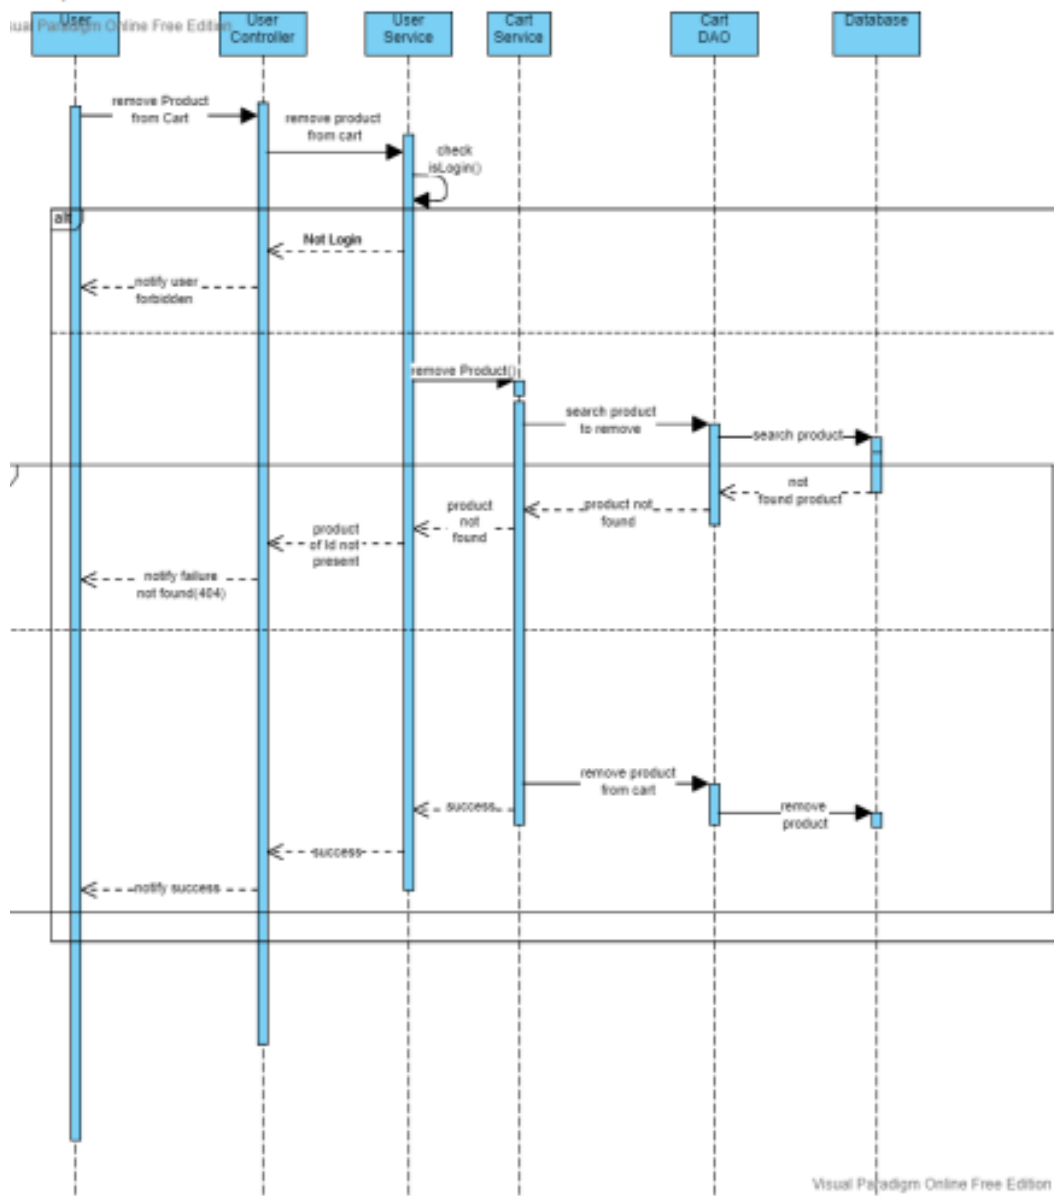 User
ual Paradigm Online Free Edition
User
Controller
User
Service
Cart
Service
Cart
DAO
Database
remove Product
from Cart
remove product
from cart
check
isLogin()
alt
Not Login
notify user
forbidden
remove Product()
search product
to remove
search product
not
found product
product not
found
product
not
found
product
of Id not
present
notify failure
not found(404)
remove product
from cart
success
remove
product
success
notify success
Visual Paradigm Online Free Edition